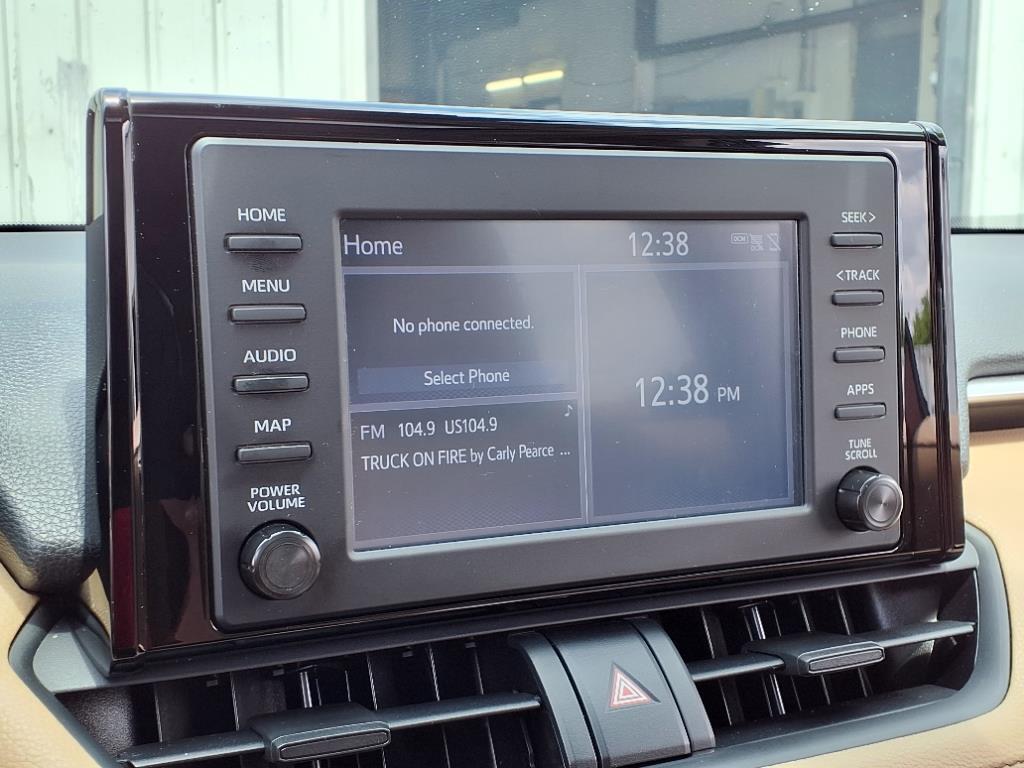 HOME
MENU
AUDIO
MAP
POWER
VOLUME
Home
12:38
DCM
No phone connected.
Select Phone
FM 104.9 US104.9
TRUCK ON FIRE by Carly Pearce ...
12:38 PM
SEEK >
< TRACK
PHONE
APPS
TUNE
SCROLL